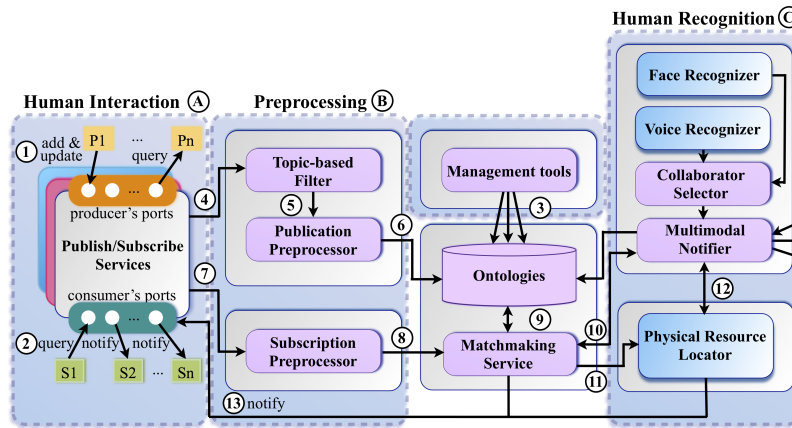 Human Recognition C
Human Interaction A
Preprocessing B
1
add &
update
P1
...
query
Pn
producer's ports
Publish/Subscribe
Services
consumer's ports
2
query
notify
notify
S1
S2
...
Sn
4
7
Topic-based
Filter
5
Publication
Preprocessor
6
Subscription
Preprocessor
8
13 notify
Management tools
3
Ontologies
9
Matchmaking
Service
10
11
Face Recognizer
Voice Recognizer
Collaborator
Selector
Multimodal
Notifier
12
Physical Resource
Locator